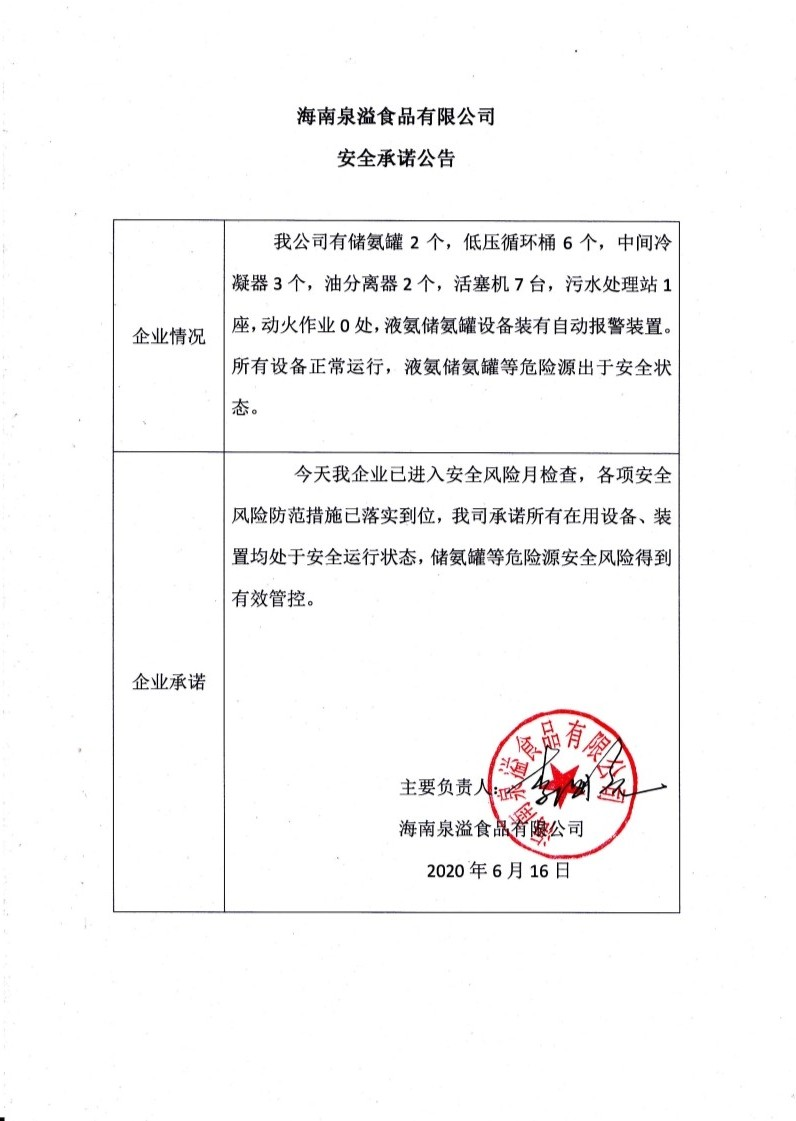 海南泉溢食品有限公司
安全承诺公告
企业情况
我公司有储氨罐 2 个，低压循环桶 6 个，中间冷
凝器 3 个，油分离器 2 个，活塞机 7 台，污水处理站 1
座，动火作业 0 处，液氨储氨罐设备装有自动报警装置。
所有设备正常运行，液氨储氨罐等危险源出于安全状
态。
企业承诺
今天我企业已进入安全风险月检查，各项安全
风险防范措施已落实到位，我司承诺所有在用设备、装
置均处于安全运行状态，储氨罐等危险源安全风险得到
有效管控。
主要负责人：
海南泉溢食品有限公司
海南泉溢食品有限公司
2020 年 6 月 16 日